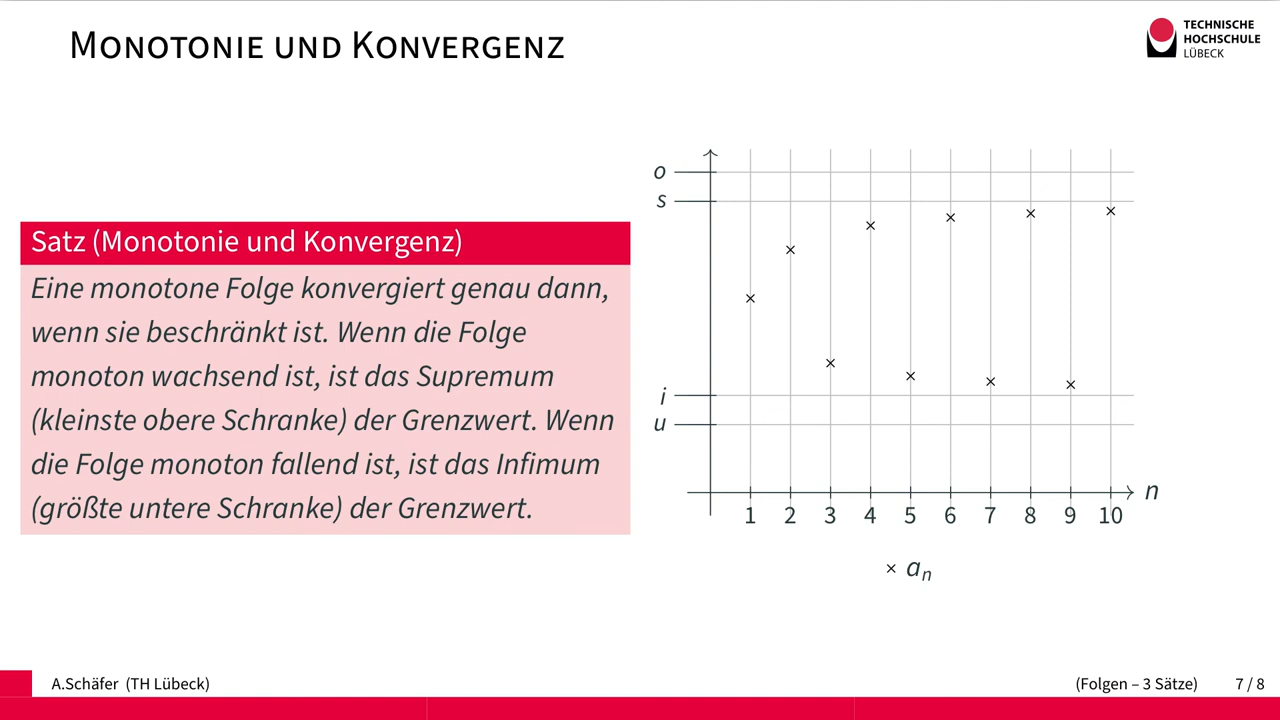 MONOTONIE UND KONVERGENZ
TECHNISCHE
HOCHSCHULE
LÜBECK
Satz (Monotonie und Konvergenz)
Eine monotone Folge konvergiert genau dann,
wenn sie beschränkt ist. Wenn die Folge
monoton wachsend ist, ist das Supremum
(kleinste obere Schranke) der Grenzwert. Wenn
die Folge monoton fallend ist, ist das Infimum
(größte untere Schranke) der Grenzwert.
o
s
i
u
n
1 2 3 4 5 6 7 8 9 10
× aₙ
A.Schäfer (TH Lübeck)
(Folgen – 3 Sätze) 7 / 8